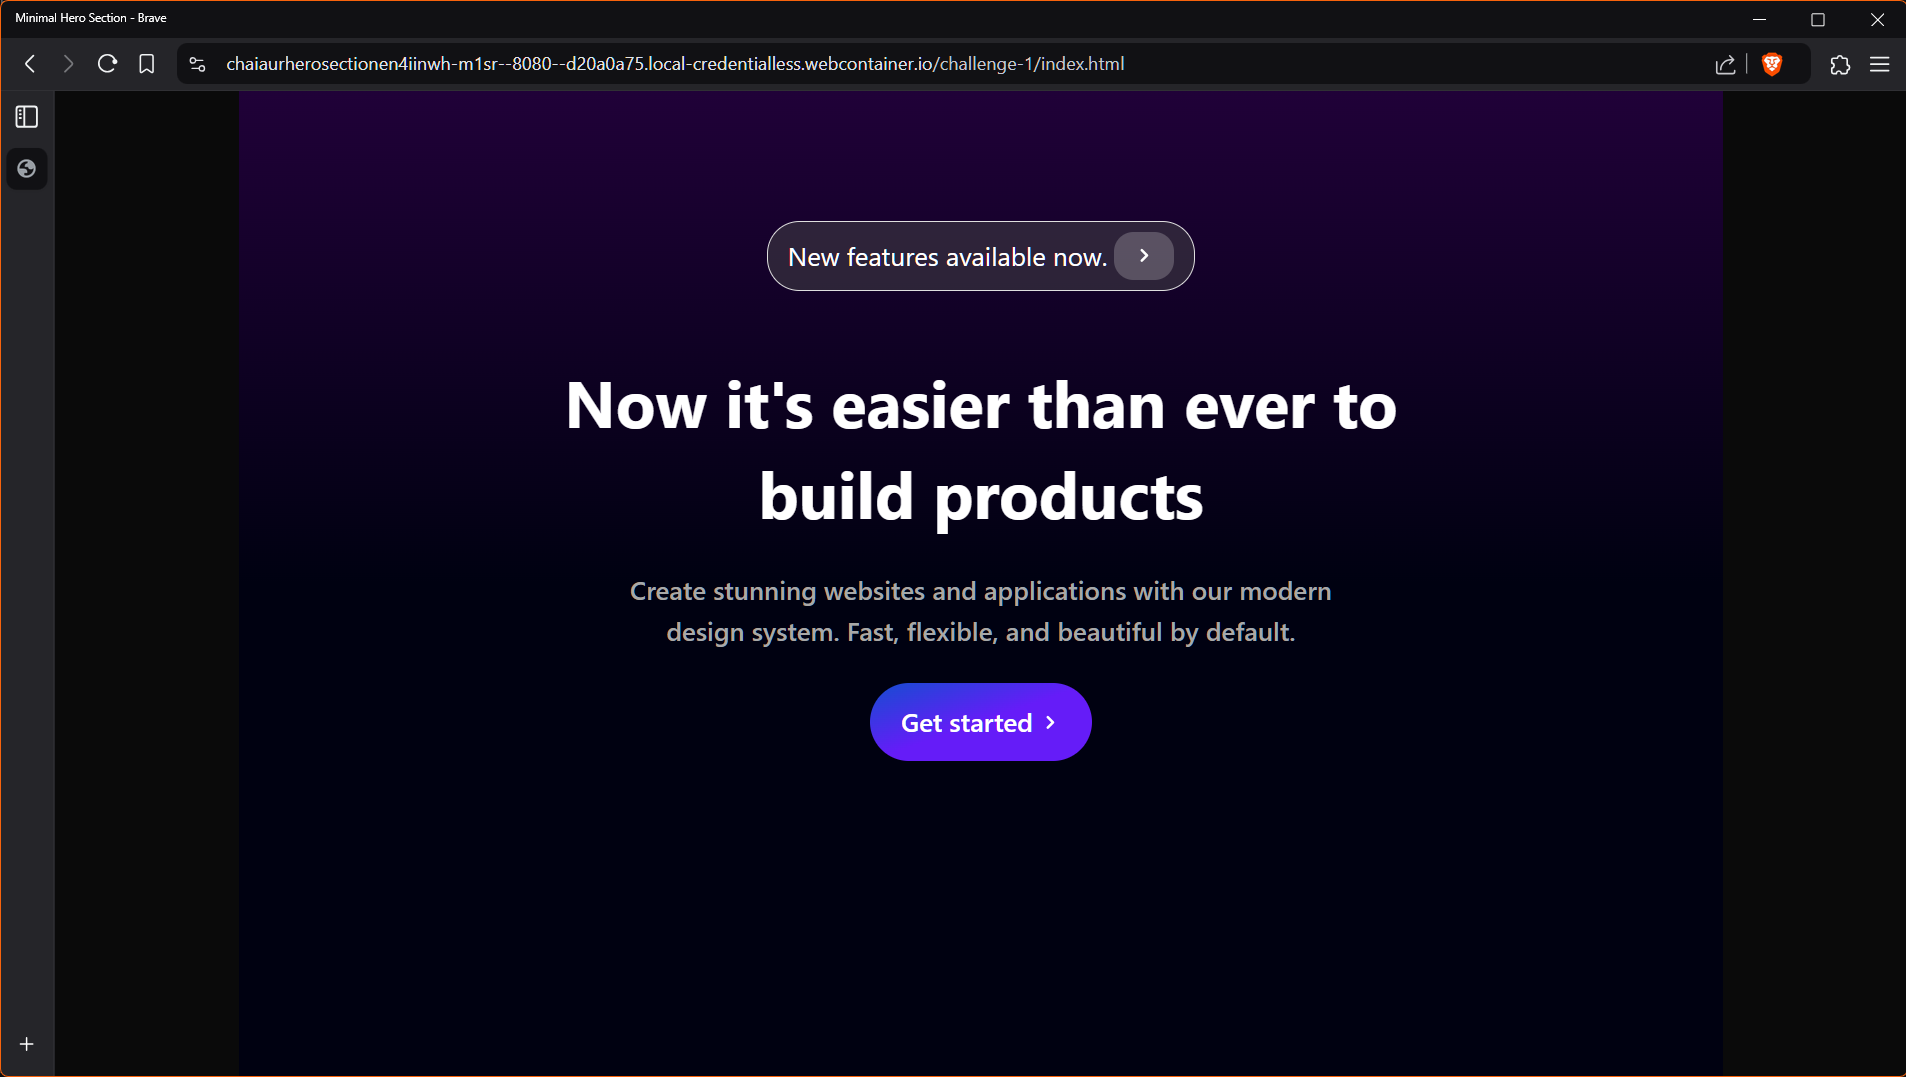 Minimal Hero Section - Brave
chaiaurherosectionen4iinwh-m1sr--8080--d20a0a75.local-credentialless.webcontainer.io/challenge-1/index.html
New features available now.
Now it's easier than ever to
build products
Create stunning websites and applications with our modern
design system. Fast, flexible, and beautiful by default.
Get started